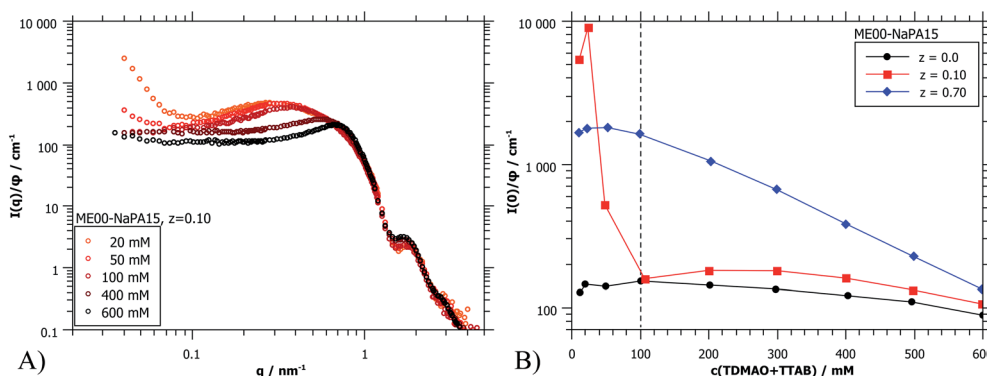 A)
10 000
1 000
100
10
1
0.1
I(q)/φ / cm⁻¹
ME00-NaPA15, z=0.10
20 mM
50 mM
100 mM
400 mM
600 mM
0.1
1
q / nm⁻¹
B)
10 000
1 000
100
I(0)/φ / cm⁻¹
ME00-NaPA15
z = 0.0
z = 0.10
z = 0.70
0
100
200
300
400
500
600
c(TDMAO+TTAB) / mM